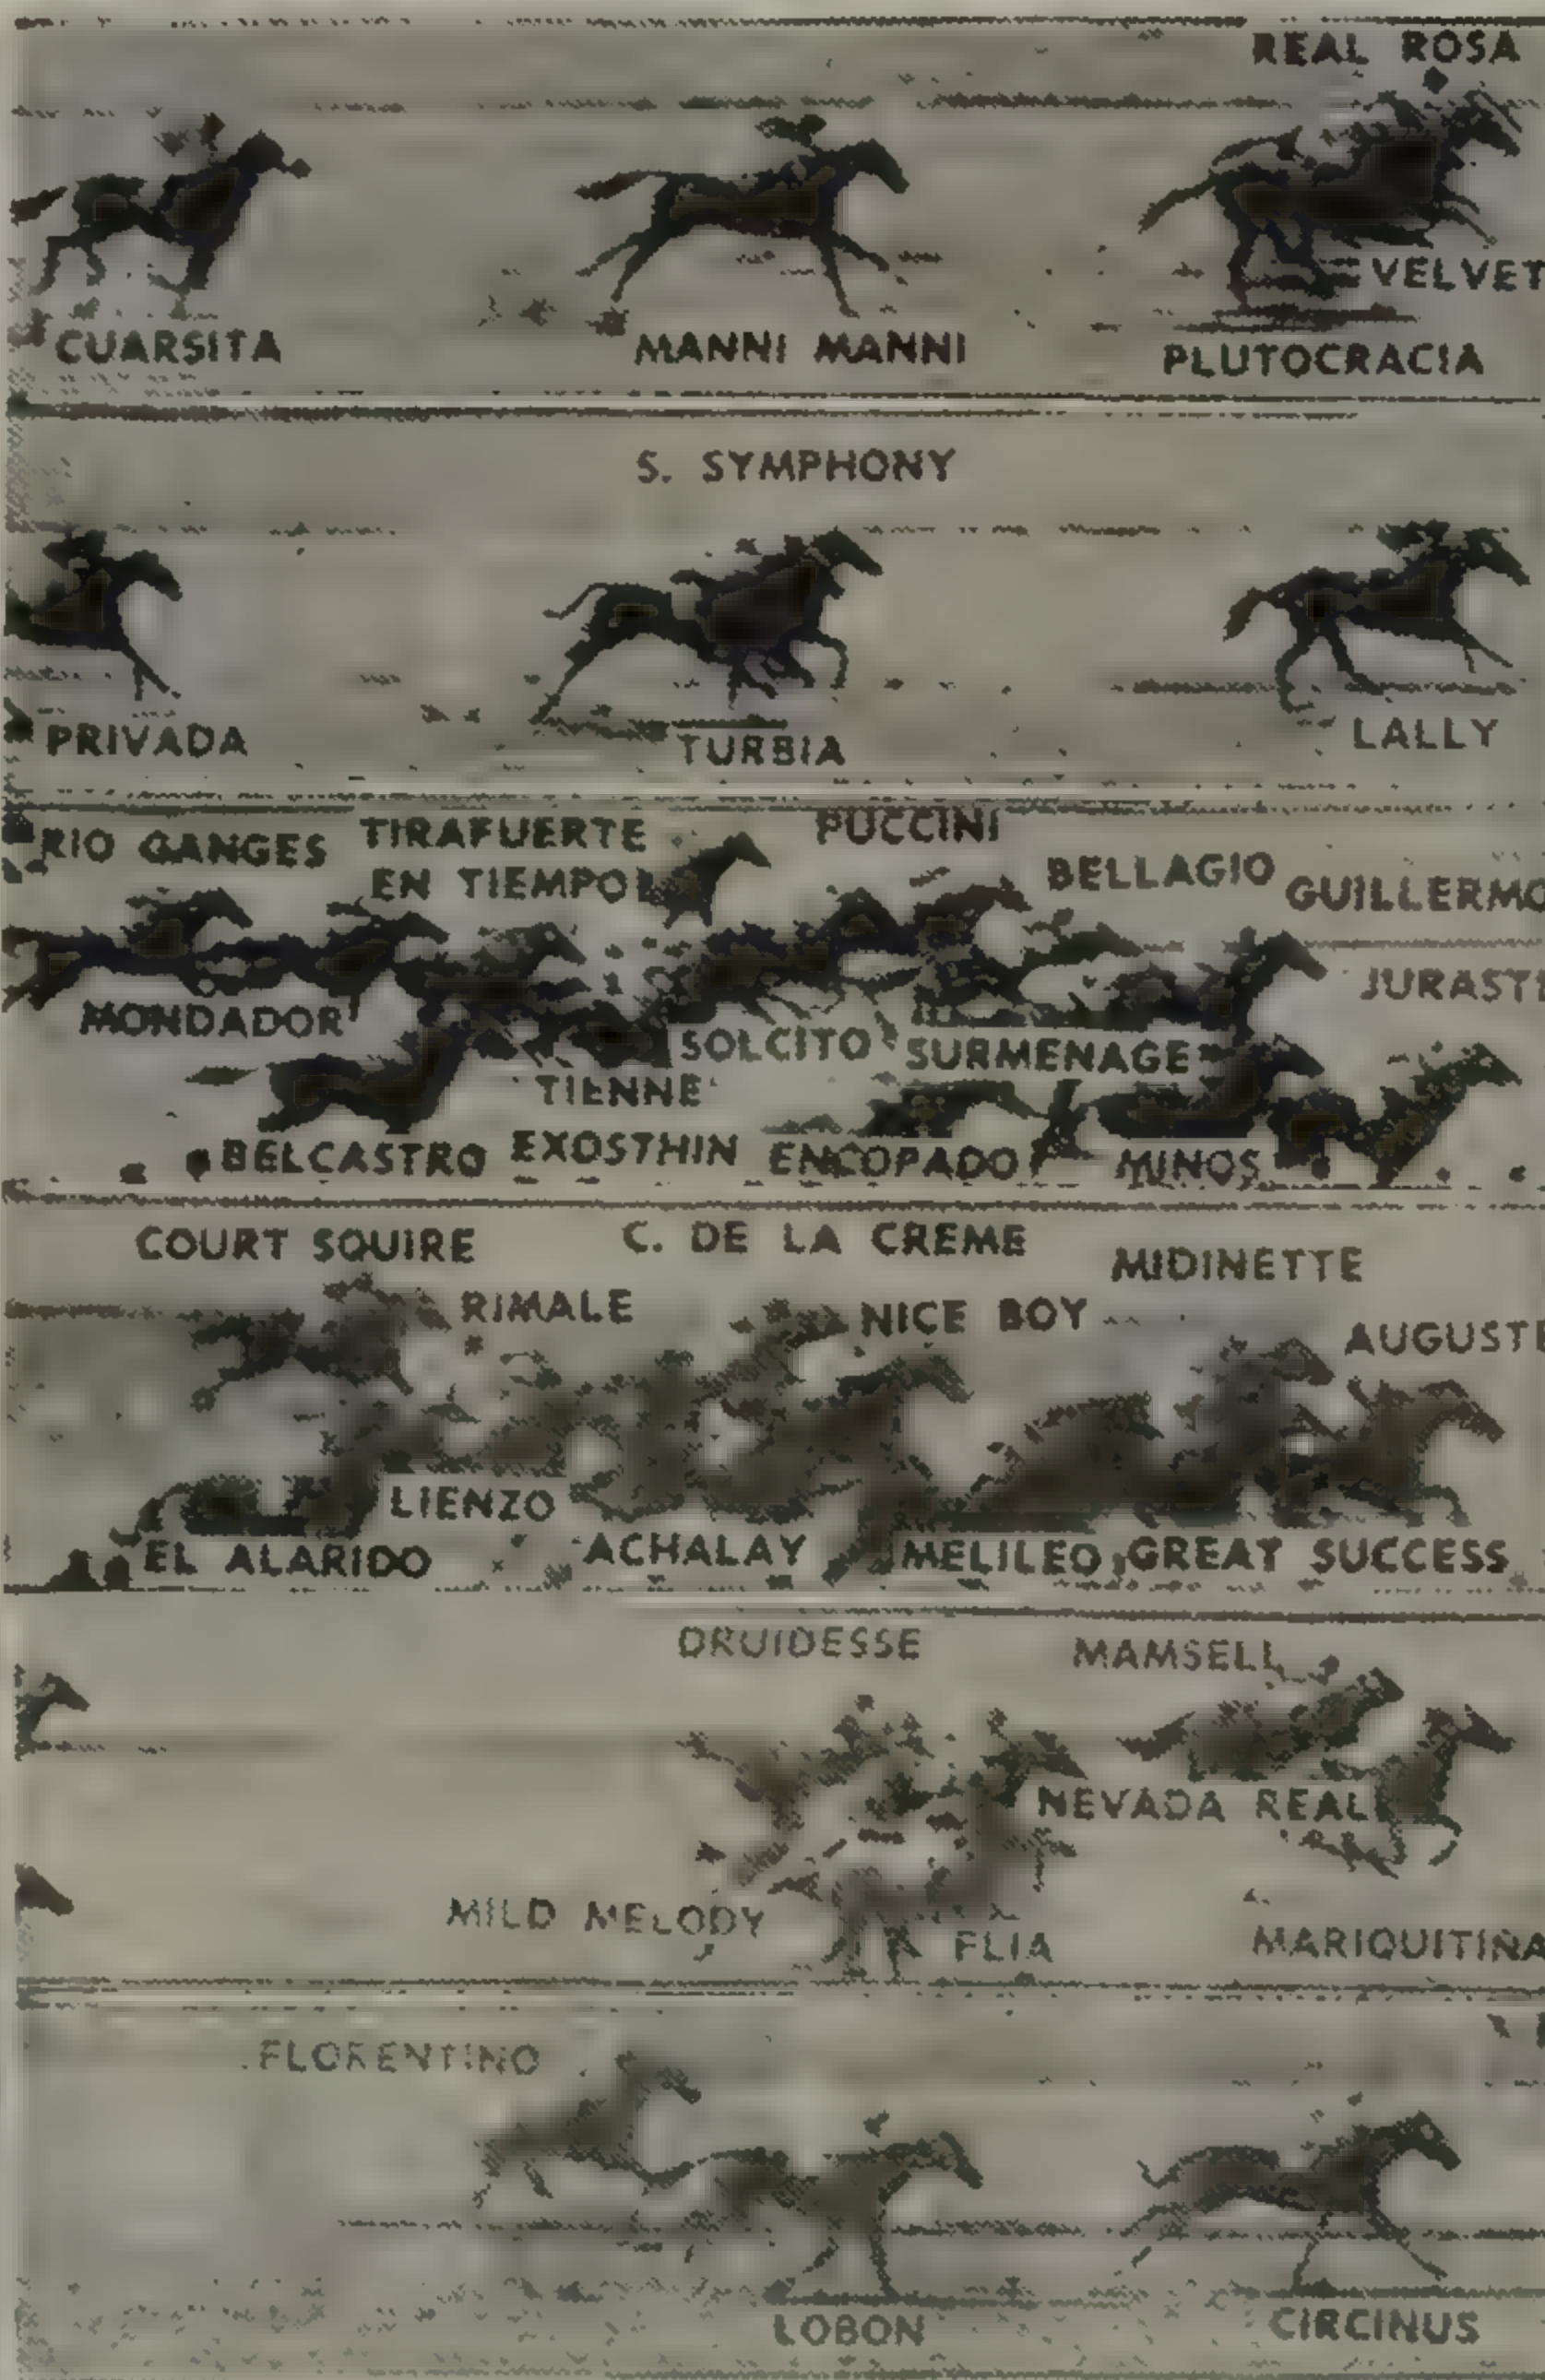 REAL ROSA
VELVET
CUARSITA
MANNI MANNI
PLUTOCRACIA
S. SYMPHONY
PRIVADA
TURBIA
LALLY
RIO GANGES
TIRAFUERTE
PUCCINI
EN TIEMPO
BELLAGIO
GUILLERMO
JURASTE
MONDADOR
SOLCITO
SURMENAGE
TIENNE
BELCASTRO
EXOSTHIN
ENCOPADO
MINOS
COURT SQUIRE
C. DE LA CREME
MIDINETTE
RIMALE
NICE BOY
AUGUSTE
LIENZO
EL ALARIDO
ACHALAY
MELILEO
GREAT SUCCESS
DRUIDESSE
MAMSELL
NEVADA REAL
MILD MELODY
FLIA
MARIQUITINA
FLORENTINO
LOBON
CIRCINUS